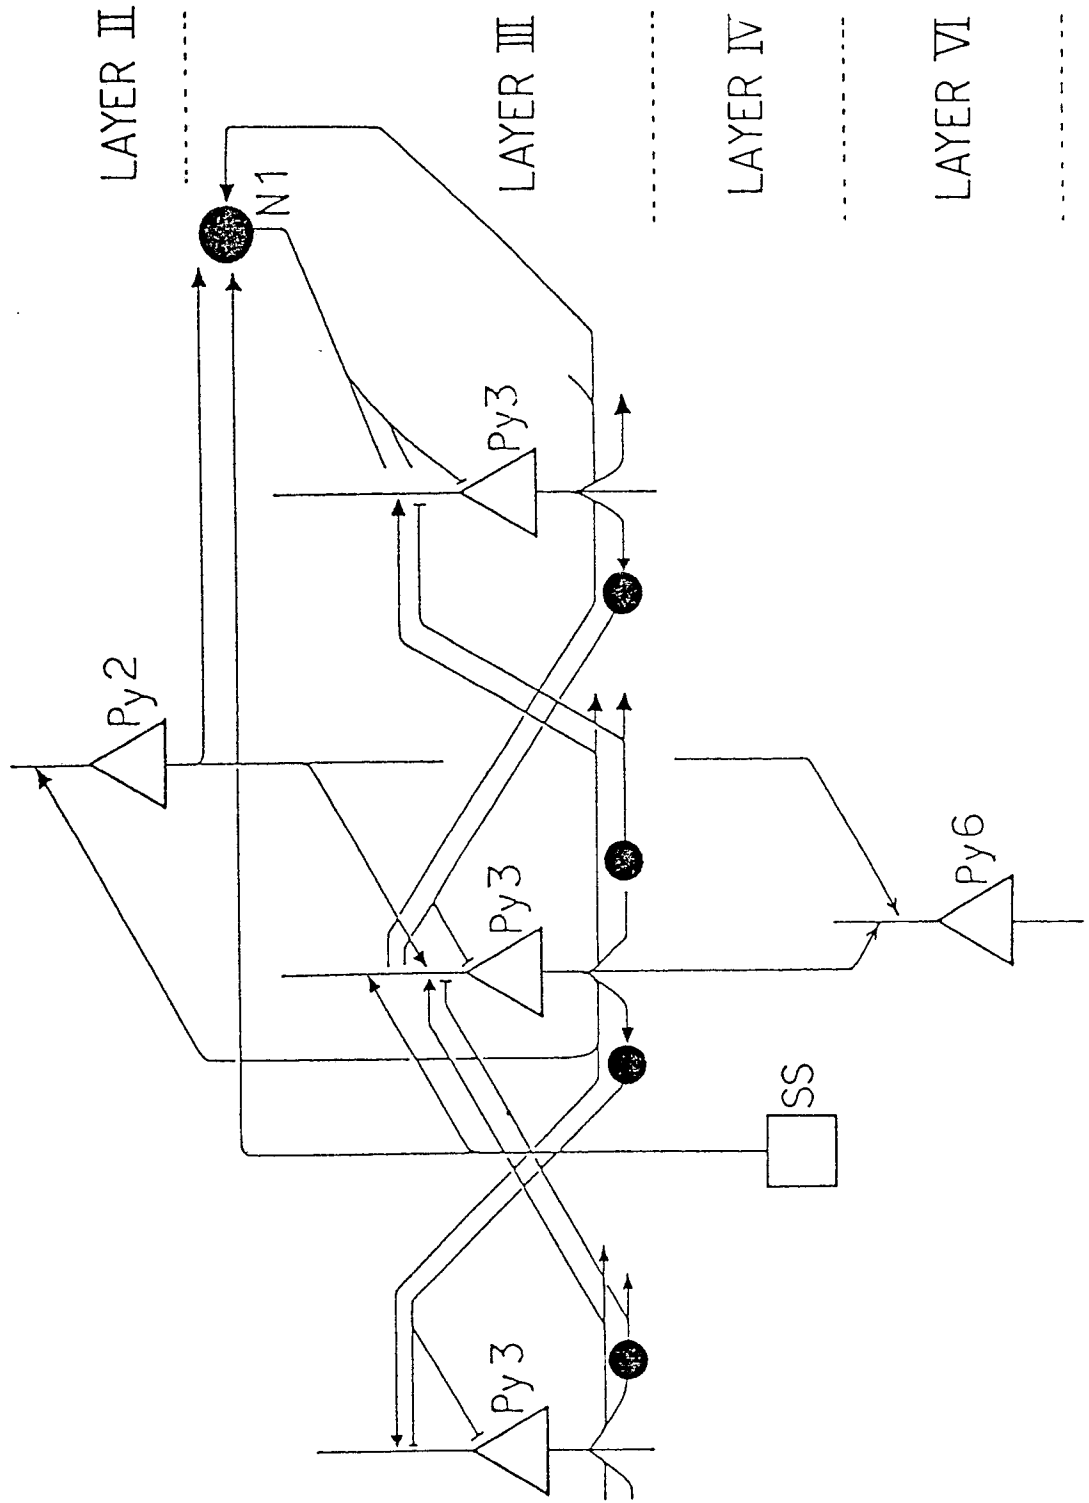 LAYER II
LAYER III
LAYER IV
LAYER VI
N1
Py2
Py3
Py3
Py3
SS
Py6